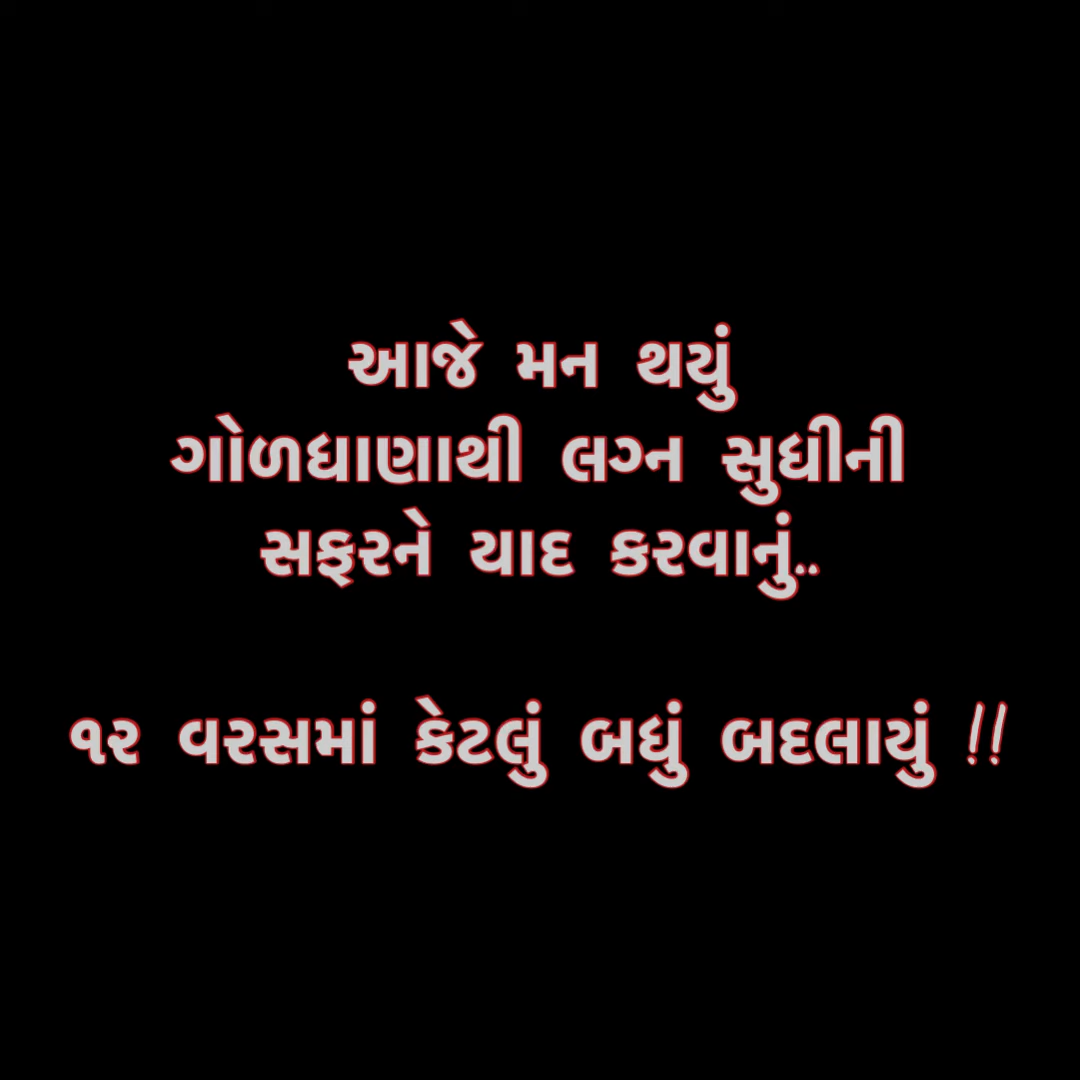 આજે મન થયું
ગોળધાણાથી લગ્ન સુધીની
સફરને યાદ કરવાનું..
૧૨ વરસમાં કેટલું બધું બદલાયું !!